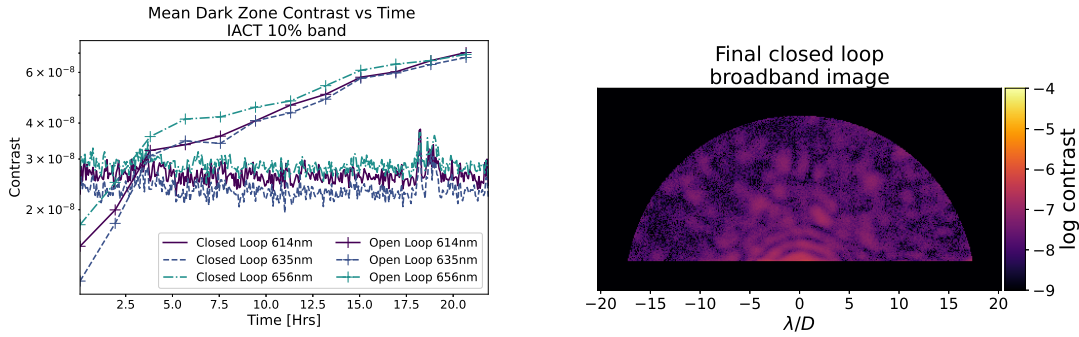 Mean Dark Zone Contrast vs Time
IACT 10% band
Contrast
6 × 10⁻⁸
4 × 10⁻⁸
3 × 10⁻⁸
2 × 10⁻⁸
Closed Loop 614nm
Closed Loop 635nm
Closed Loop 656nm
Open Loop 614nm
Open Loop 635nm
Open Loop 656nm
2.5 5.0 7.5 10.0 12.5 15.0 17.5 20.0
Time [Hrs]
Final closed loop
broadband image
−20 −15 −10 −5 0 5 10 15 20
λ/D
−4
−5
−6
−7
−8
−9
log contrast